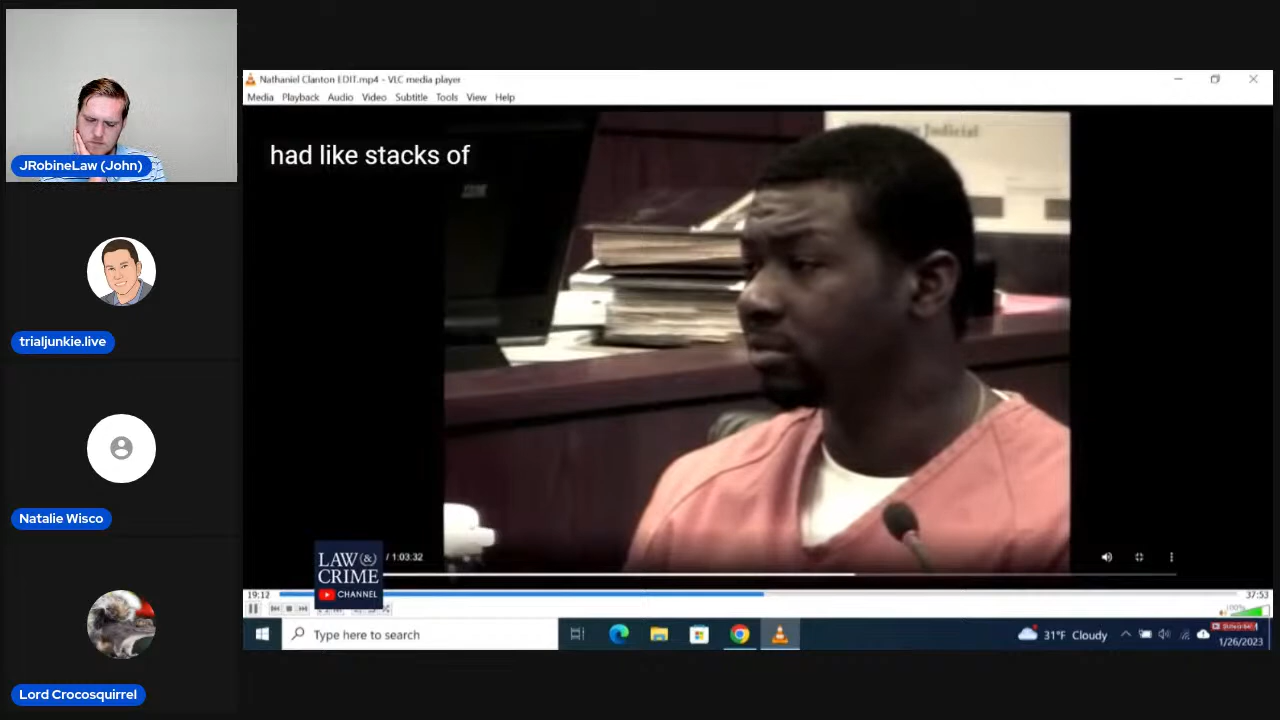 Nathaniel Clanton EDIT.mp4 - VLC media player
Media Playback Audio Video Subtitle Tools View Help
had like stacks of
Judicial
JRobineLaw (John)
trialjunkie.live
Natalie Wisco
Lord Crocosquirrel
LAW &
CRIME
CHANNEL
/ 1:03:32
19:12
37:53
100%
Type here to search
31°F Cloudy
1/26/2023